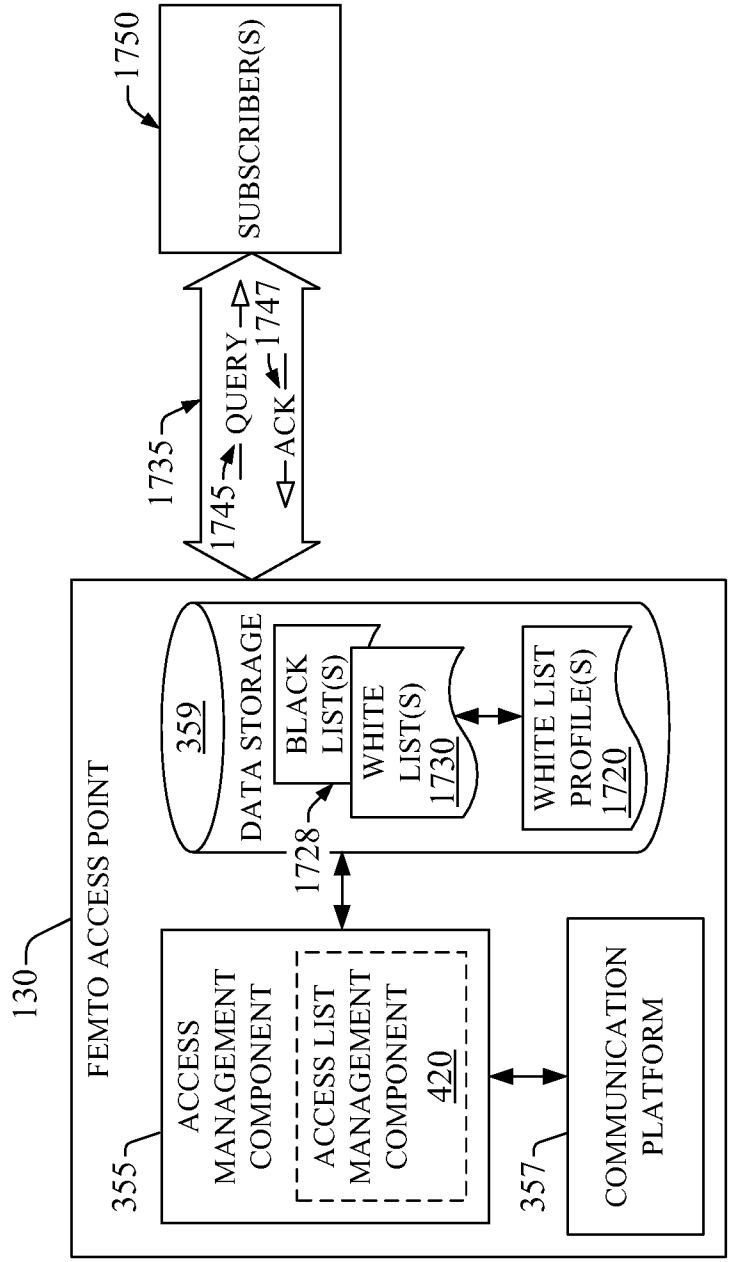 130
FEMTO ACCESS POINT
355
ACCESS
MANAGEMENT
COMPONENT
ACCESS LIST
MANAGEMENT
COMPONENT
420
357
COMMUNICATION
PLATFORM
359
DATA STORAGE
1728
BLACK
LIST(S)
WHITE
LIST(S)
1730
WHITE LIST
PROFILE(S)
1720
1735
1745 QUERY
ACK 1747
1750
SUBSCRIBER(S)